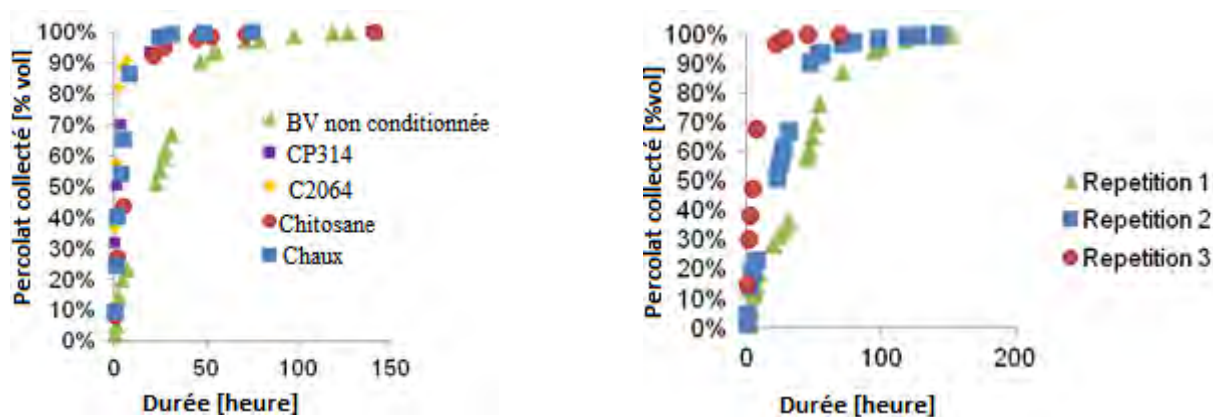 Percolat collecté [% vol]
100%
90%
80%
70%
60%
50%
40%
30%
20%
10%
0%
0
50
100
150
Durée [heure]
BV non conditionnée
CP314
C2064
Chitosane
Chaux
Percolat collecté [%vol]
100%
90%
80%
70%
60%
50%
40%
30%
20%
10%
0%
0
100
200
Durée [heure]
Repetition 1
Repetition 2
Repetition 3